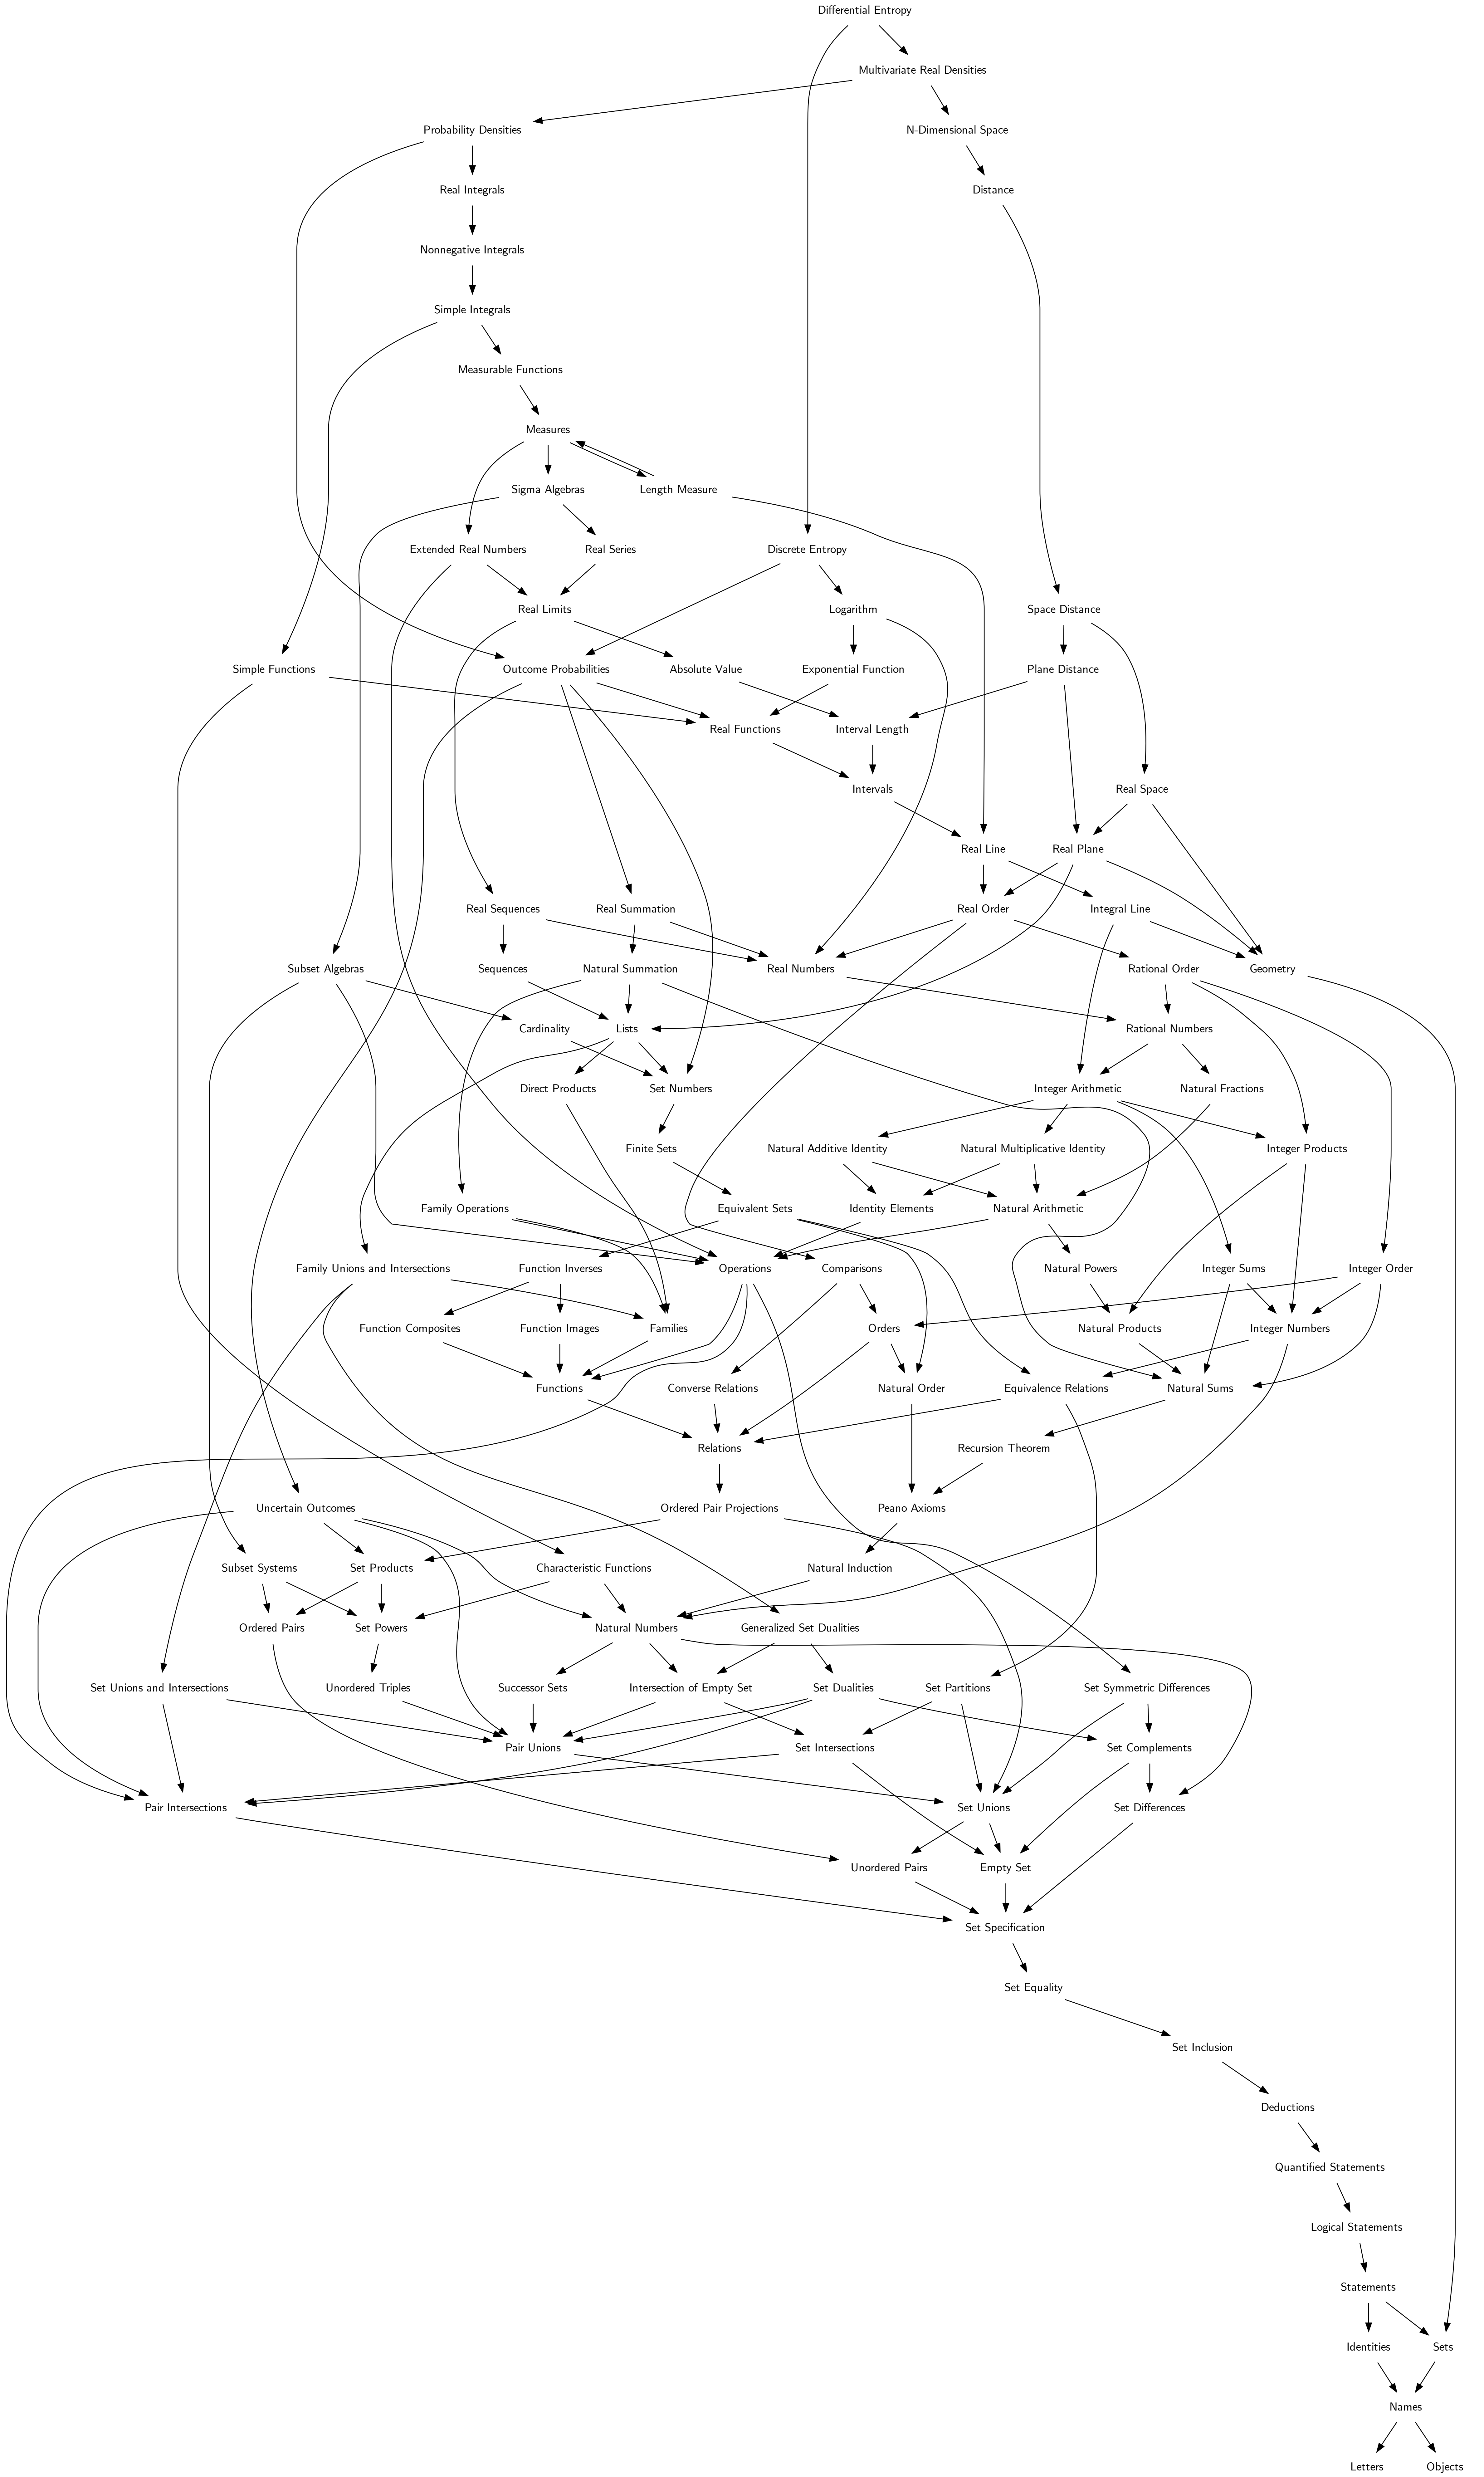 Differential Entropy
Multivariate Real Densities
Probability Densities
N-Dimensional Space
Real Integrals
Distance
Nonnegative Integrals
Simple Integrals
Measurable Functions
Measures
Sigma Algebras
Length Measure
Extended Real Numbers
Real Series
Discrete Entropy
Real Limits
Logarithm
Space Distance
Simple Functions
Outcome Probabilities
Absolute Value
Exponential Function
Plane Distance
Real Functions
Interval Length
Intervals
Real Space
Real Line
Real Plane
Real Sequences
Real Summation
Real Order
Integral Line
Subset Algebras
Sequences
Natural Summation
Real Numbers
Rational Order
Geometry
Cardinality
Lists
Rational Numbers
Direct Products
Set Numbers
Integer Arithmetic
Natural Fractions
Finite Sets
Natural Additive Identity
Natural Multiplicative Identity
Integer Products
Family Operations
Equivalent Sets
Identity Elements
Natural Arithmetic
Family Unions and Intersections
Function Inverses
Operations
Comparisons
Natural Powers
Integer Sums
Integer Order
Function Composites
Function Images
Families
Orders
Natural Products
Integer Numbers
Functions
Converse Relations
Natural Order
Equivalence Relations
Natural Sums
Relations
Recursion Theorem
Uncertain Outcomes
Ordered Pair Projections
Peano Axioms
Subset Systems
Set Products
Characteristic Functions
Natural Induction
Ordered Pairs
Set Powers
Natural Numbers
Generalized Set Dualities
Set Unions and Intersections
Unordered Triples
Successor Sets
Intersection of Empty Set
Set Dualities
Set Partitions
Set Symmetric Differences
Pair Unions
Set Intersections
Set Complements
Pair Intersections
Set Unions
Set Differences
Unordered Pairs
Empty Set
Set Specification
Set Equality
Set Inclusion
Deductions
Quantified Statements
Logical Statements
Statements
Identities
Sets
Names
Letters
Objects